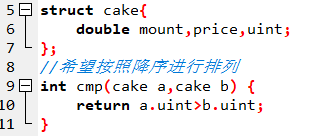 5 struct cake{
6 double mount,price,uint;
7 };
8 //希望按照降序进行排列
9 int cmp(cake a,cake b) {
10 return a.uint>b.uint;
11 }